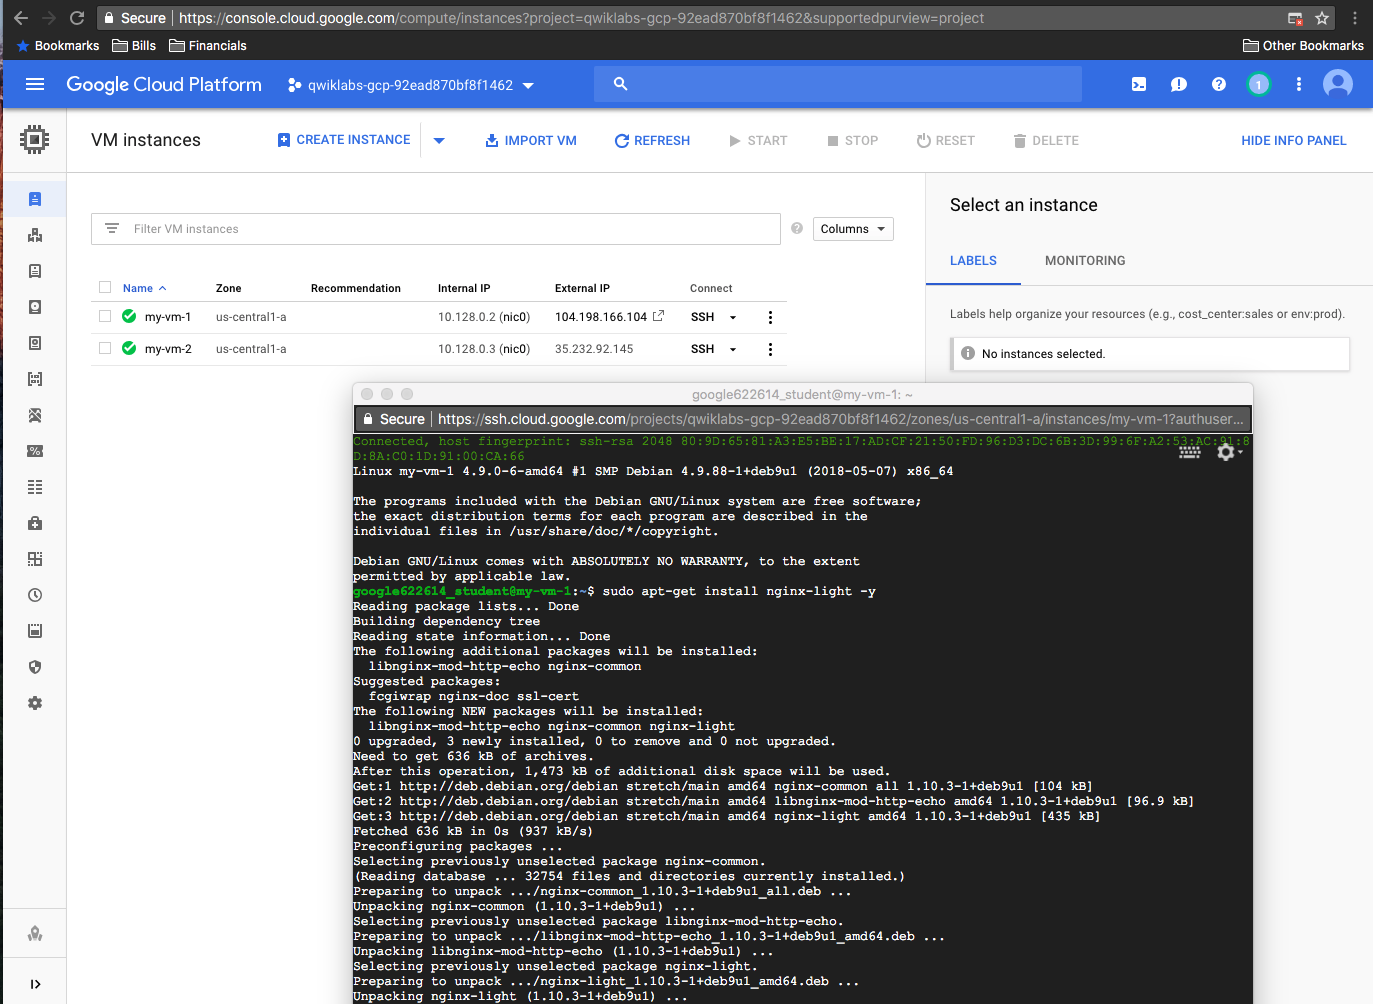 Secure | https://console.cloud.google.com/compute/instances?project=qwiklabs-gcp-92ead870bf8f1462&supportedpurview=project
Bookmarks Bills Financials Other Bookmarks
Google Cloud Platform qwiklabs-gcp-92ead870bf8f1462 1
VM instances CREATE INSTANCE IMPORT VM REFRESH START STOP RESET DELETE HIDE INFO PANEL
Select an instance
Filter VM instances Columns
LABELS MONITORING
Name Zone Recommendation Internal IP External IP Connect
my-vm-1 us-central1-a 10.128.0.2 (nic0) 104.198.166.104 SSH
Labels help organize your resources (e.g., cost_center:sales or env:prod).
my-vm-2 us-central1-a 10.128.0.3 (nic0) 35.232.92.145 SSH
No instances selected.
google622614_student@my-vm-1: ~
Secure | https://ssh.cloud.google.com/projects/qwiklabs-gcp-92ead870bf8f1462/zones/us-central1-a/instances/my-vm-1?authuser...
Connected, host fingerprint: ssh-rsa 2048 80:9D:65:81:A3:E5:BE:17:AD:CF:21:50:FD:96:D3:DC:6B:3D:99:6F:A2:53:AC:91:8
D:8A:C0:1D:91:00:CA:66
Linux my-vm-1 4.9.0-6-amd64 #1 SMP Debian 4.9.88-1+deb9u1 (2018-05-07) x86_64
The programs included with the Debian GNU/Linux system are free software;
the exact distribution terms for each program are described in the
individual files in /usr/share/doc/*/copyright.
Debian GNU/Linux comes with ABSOLUTELY NO WARRANTY, to the extent
permitted by applicable law.
google622614_student@my-vm-1:~$ sudo apt-get install nginx-light -y
Reading package lists... Done
Building dependency tree
Reading state information... Done
The following additional packages will be installed:
libnginx-mod-http-echo nginx-common
Suggested packages:
fcgiwrap nginx-doc ssl-cert
The following NEW packages will be installed:
libnginx-mod-http-echo nginx-common nginx-light
0 upgraded, 3 newly installed, 0 to remove and 0 not upgraded.
Need to get 636 kB of archives.
After this operation, 1,473 kB of additional disk space will be used.
Get:1 http://deb.debian.org/debian stretch/main amd64 nginx-common all 1.10.3-1+deb9u1 [104 kB]
Get:2 http://deb.debian.org/debian stretch/main amd64 libnginx-mod-http-echo amd64 1.10.3-1+deb9u1 [96.9 kB]
Get:3 http://deb.debian.org/debian stretch/main amd64 nginx-light amd64 1.10.3-1+deb9u1 [435 kB]
Fetched 636 kB in 0s (937 kB/s)
Preconfiguring packages ...
Selecting previously unselected package nginx-common.
(Reading database ... 32754 files and directories currently installed.)
Preparing to unpack .../nginx-common_1.10.3-1+deb9u1_all.deb ...
Unpacking nginx-common (1.10.3-1+deb9u1) ...
Selecting previously unselected package libnginx-mod-http-echo.
Preparing to unpack .../libnginx-mod-http-echo_1.10.3-1+deb9u1_amd64.deb ...
Unpacking libnginx-mod-http-echo (1.10.3-1+deb9u1) ...
Selecting previously unselected package nginx-light.
Preparing to unpack .../nginx-light_1.10.3-1+deb9u1_amd64.deb ...
Unpacking nginx-light (1.10.3-1+deb9u1) ...